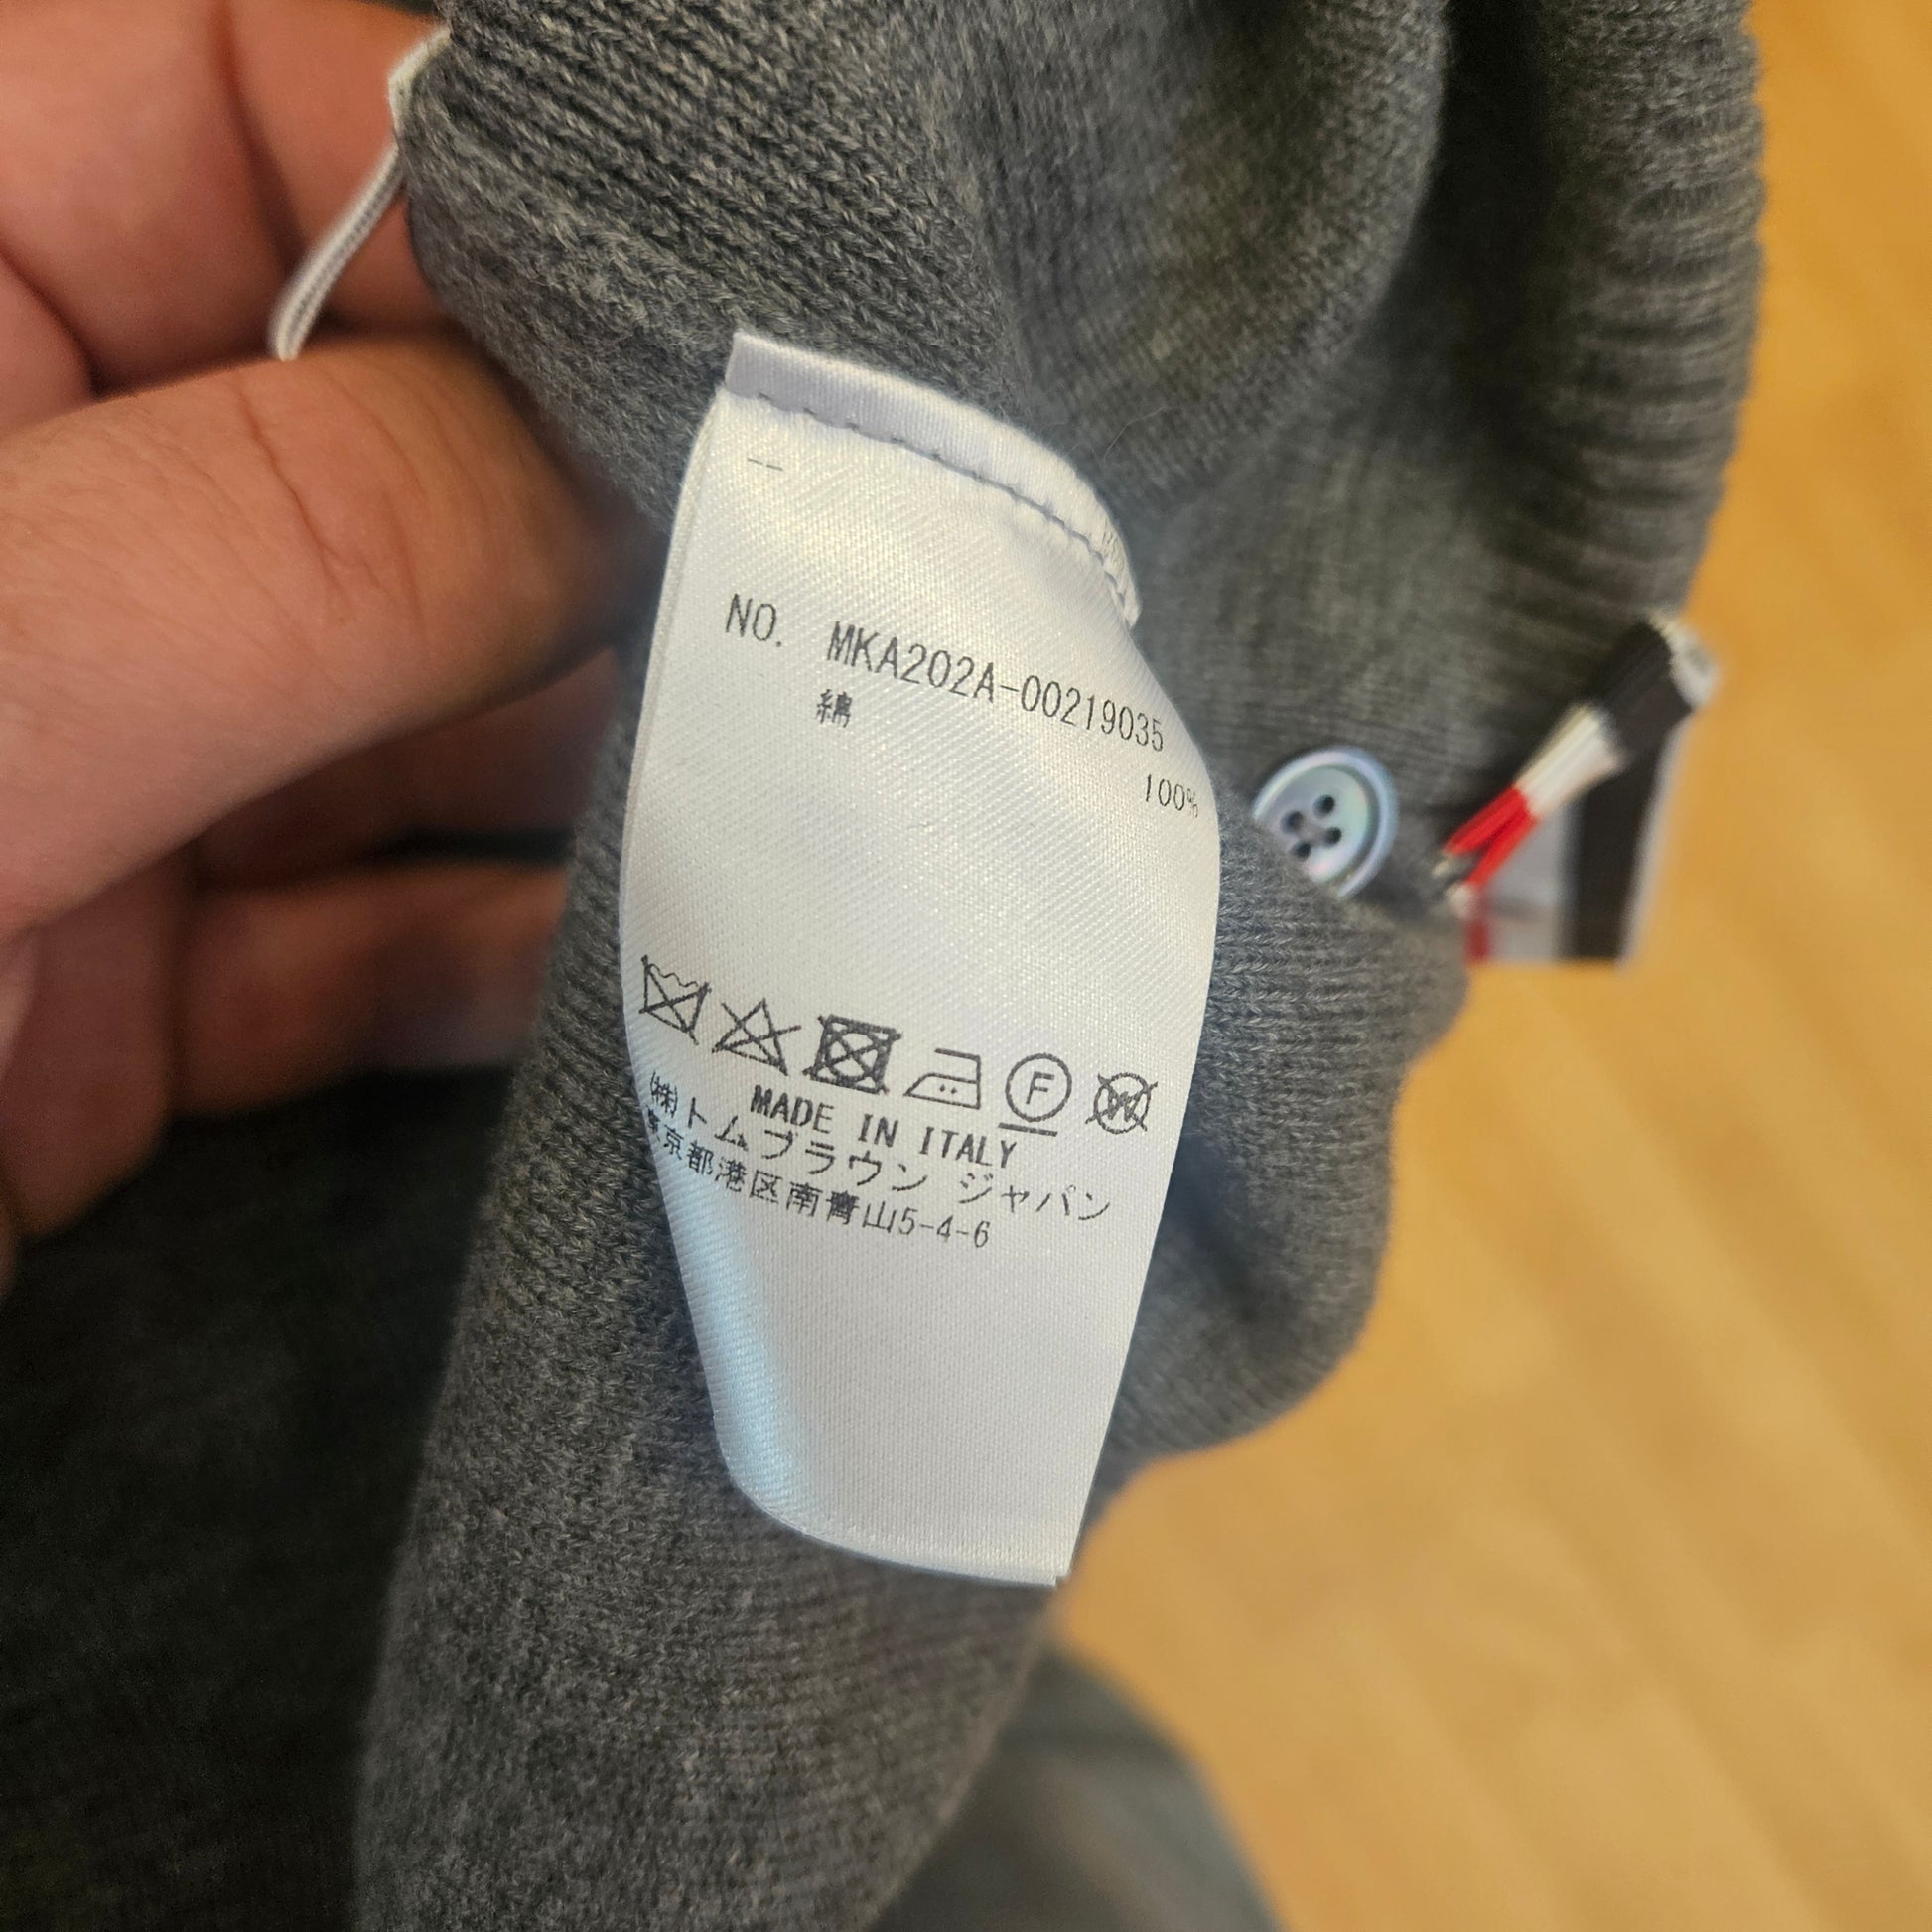 --
NO. MKA202A-00219035
綿
100%
F W
MADE IN ITALY
㈱トムブラウン ジャパン
東京都港区南青山5-4-6